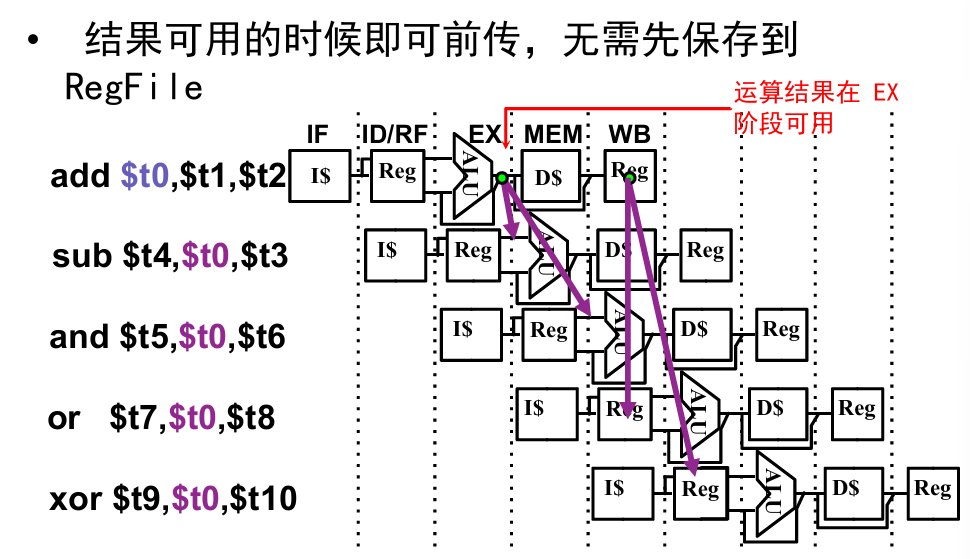 • 结果可用的时候即可前传，无需先保存到
RegFile
运算结果在 EX
阶段可用
IF ID/RF EX MEM WB
add $t0,$t1,$t2 I$ Reg ALU D$ Reg
sub $t4,$t0,$t3 I$ Reg ALU D$ Reg
and $t5,$t0,$t6 I$ Reg ALU D$ Reg
or $t7,$t0,$t8 I$ Reg ALU D$ Reg
xor $t9,$t0,$t10 I$ Reg ALU D$ Reg